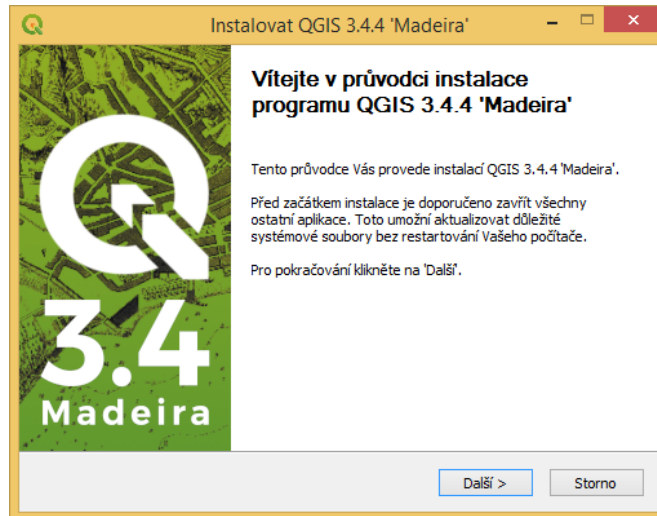 Instalovat QGIS 3.4.4 'Madeira'
Vítejte v průvodci instalace
programu QGIS 3.4.4 'Madeira'
Tento průvodce Vás provede instalací QGIS 3.4.4 'Madeira'.
Před začátkem instalace je doporučeno zavřít všechny
ostatní aplikace. Toto umožní aktualizovat důležité
systémové soubory bez restartování Vašeho počítače.
Pro pokračování klikněte na 'Další'.
3.4
Madeira
Další >
Storno